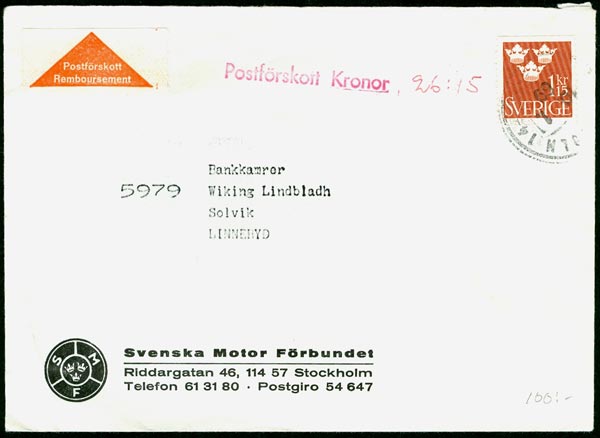 Postförskott
Remboursement
Postförskott Kronor, 26:15
1 kr
SVERIGE
Bankkamrer
5979 Wiking Lindbladh
Solvik
LINNERYD
S M F
Svenska Motor Förbundet
Riddargatan 46, 114 57 Stockholm
Telefon 61 31 80 · Postgiro 54 647
100:-